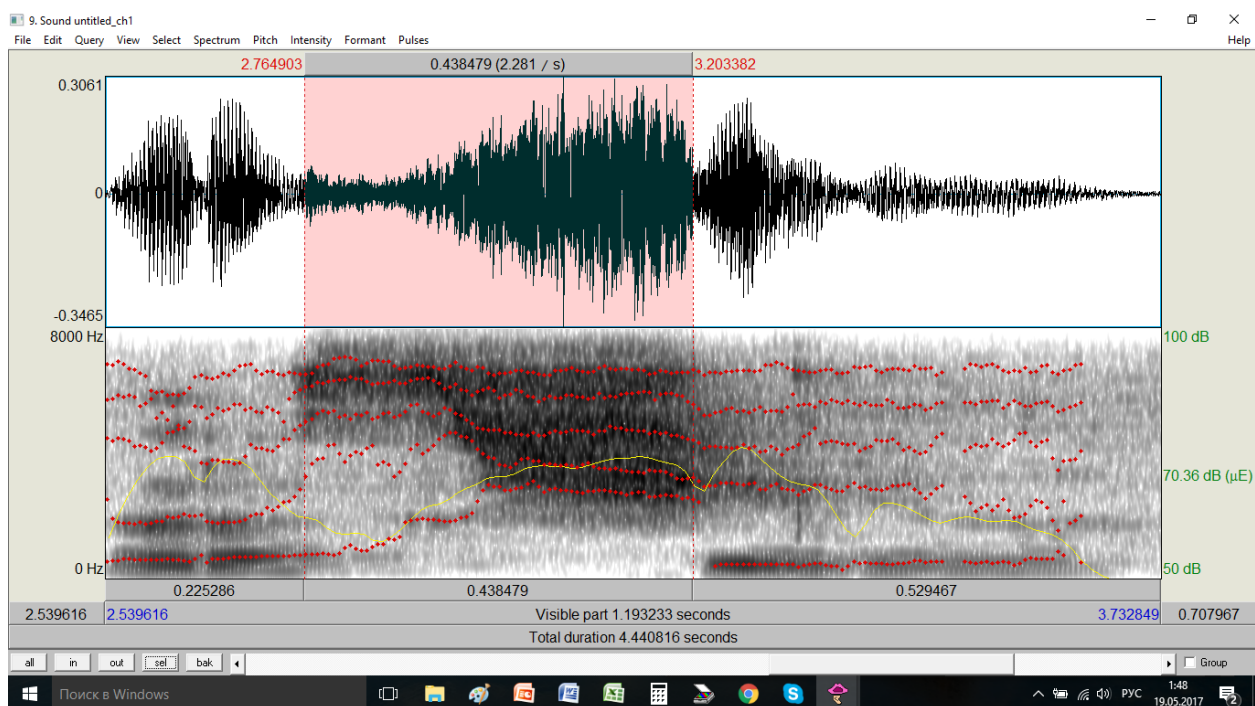 9. Sound untitled_ch1
File Edit Query View Select Spectrum Pitch Intensity Formant Pulses Help
2.764903 0.438479 (2.281 / s) 3.203382
0.3061
0
-0.3465
8000 Hz 100 dB
70.36 dB (µE)
0 Hz 50 dB
0.225286 0.438479 0.529467
2.539616 2.539616 Visible part 1.193233 seconds 3.732849 0.707967
Total duration 4.440816 seconds
all in out sel bak Group
Поиск в Windows РУС 1:48
19.05.2017 2